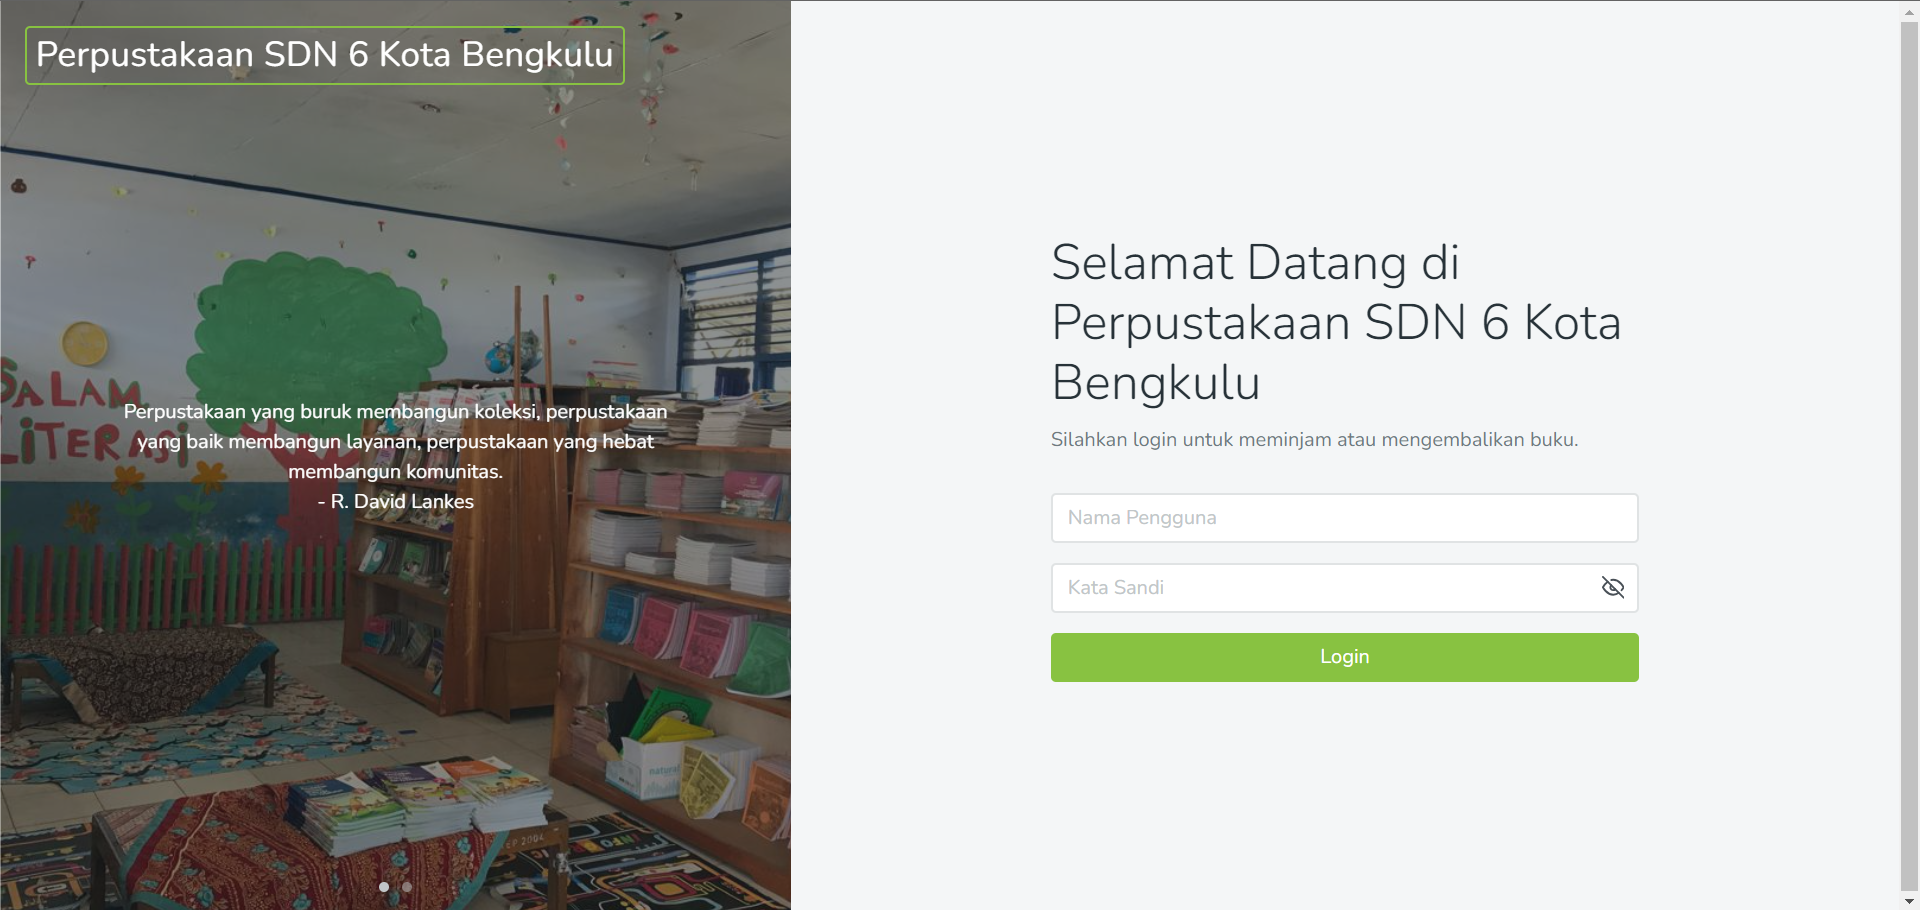 Perpustakaan SDN 6 Kota Bengkulu
SALAM
LITERASI
Perpustakaan yang buruk membangun koleksi, perpustakaan
yang baik membangun layanan, perpustakaan yang hebat
membangun komunitas.
- R. David Lankes
Selamat Datang di
Perpustakaan SDN 6 Kota
Bengkulu
Silahkan login untuk meminjam atau mengembalikan buku.
Nama Pengguna
Kata Sandi
Login